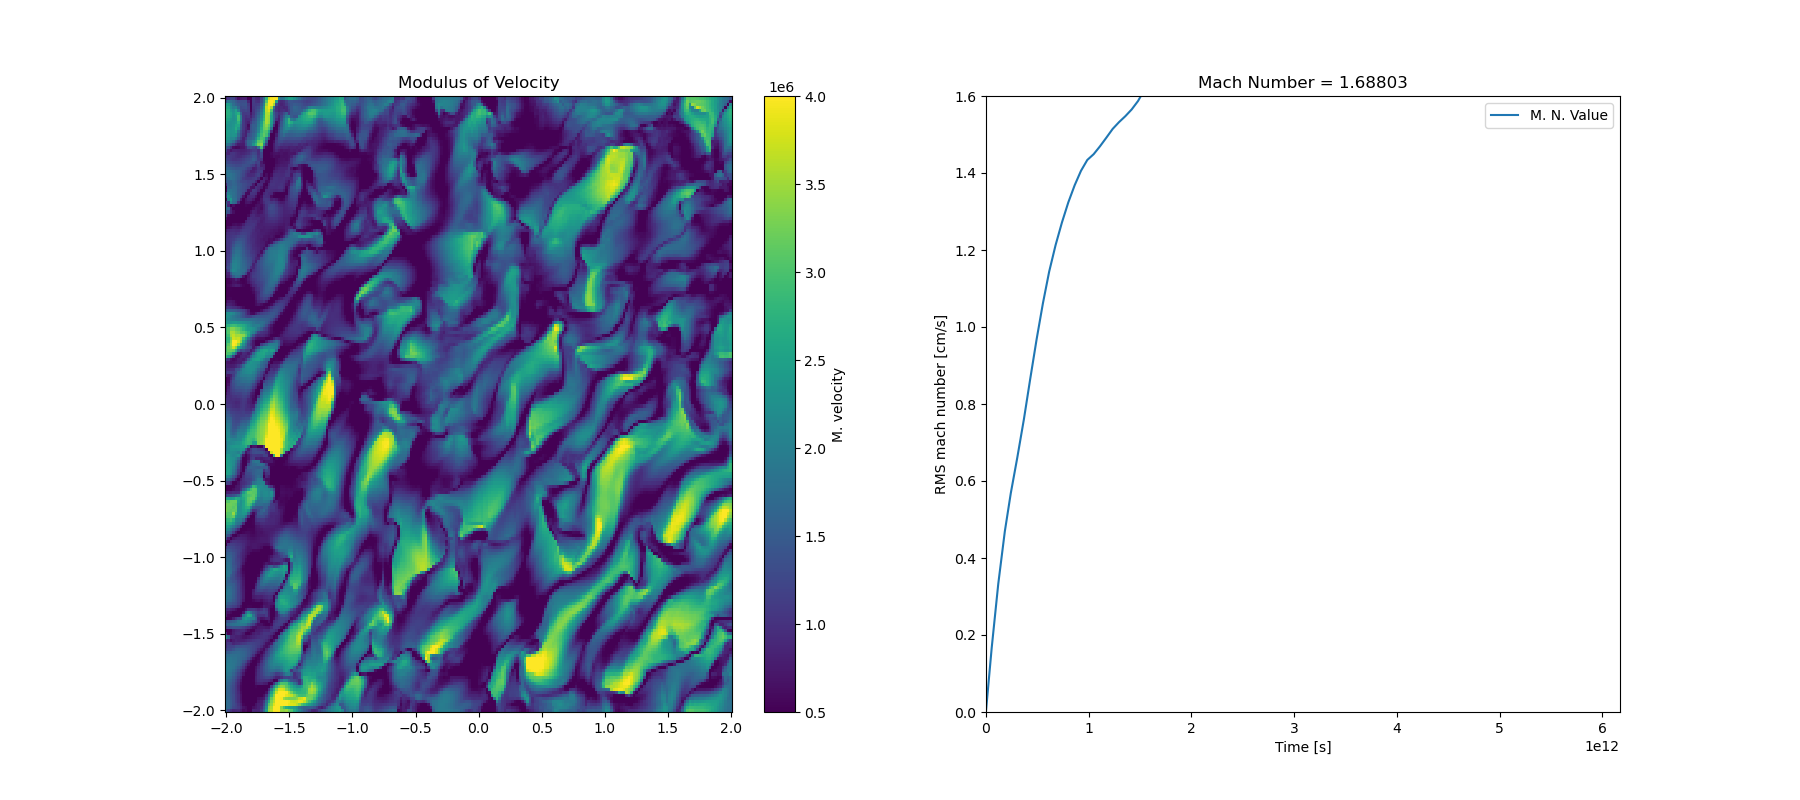 Modulus of Velocity
2.0
1.5
1.0
0.5
0.0
−0.5
−1.0
−1.5
−2.0
−2.0 −1.5 −1.0 −0.5 0.0 0.5 1.0 1.5 2.0
1e6
4.0
3.5
3.0
2.5
2.0
1.5
1.0
0.5
M. velocity
Mach Number = 1.68803
M. N. Value
RMS mach number [cm/s]
1.6
1.4
1.2
1.0
0.8
0.6
0.4
0.2
0.0
0 1 2 3 4 5 6
1e12
Time [s]